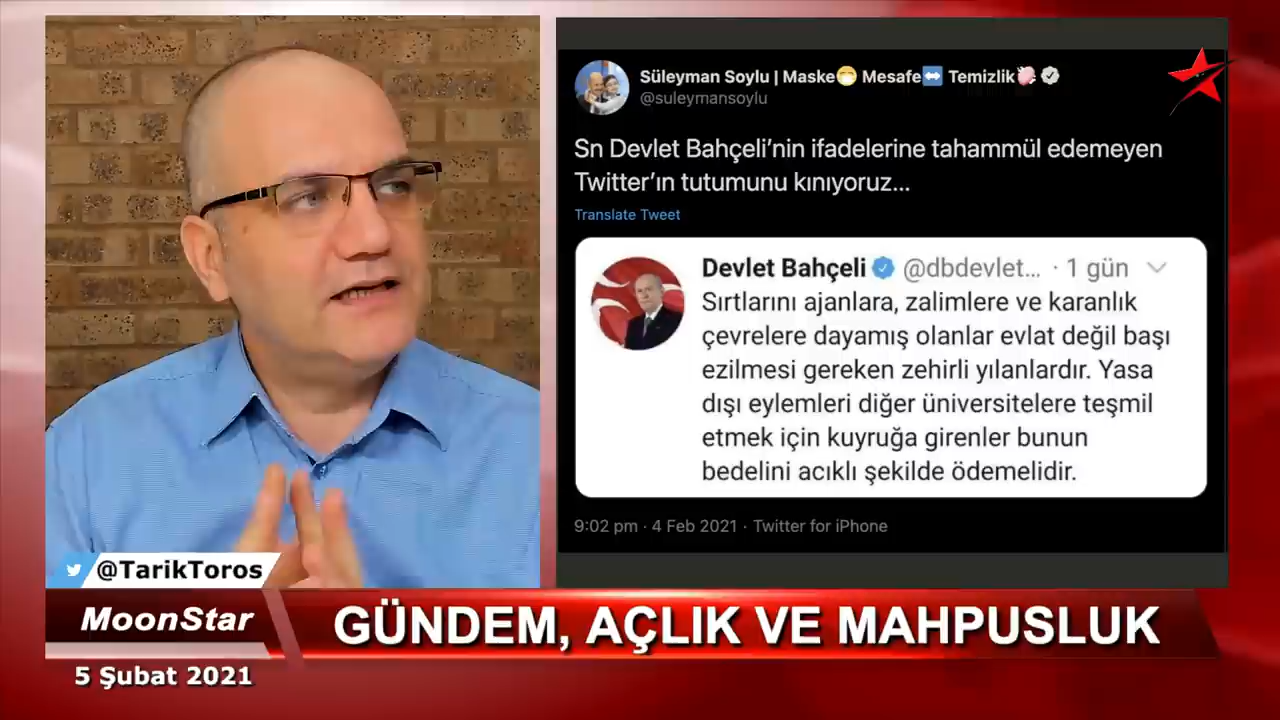 Süleyman Soylu | Maske😷 Mesafe↔️ Temizlik🧼
@suleymansoylu
Sn Devlet Bahçeli’nin ifadelerine tahammül edemeyen
Twitter’ın tutumunu kınıyoruz...
Translate Tweet
Devlet Bahçeli @dbdevlet... · 1 gün
Sırtlarını ajanlara, zalimlere ve karanlık
çevrelere dayamış olanlar evlat değil başı
ezilmesi gereken zehirli yılanlardır. Yasa
dışı eylemleri diğer üniversitelere teşmil
etmek için kuyruğa girenler bunun
bedelini acıklı şekilde ödemelidir.
9:02 pm · 4 Feb 2021 · Twitter for iPhone
@TarikToros
MoonStar
GÜNDEM, AÇLIK VE MAHPUSLUK
5 Şubat 2021